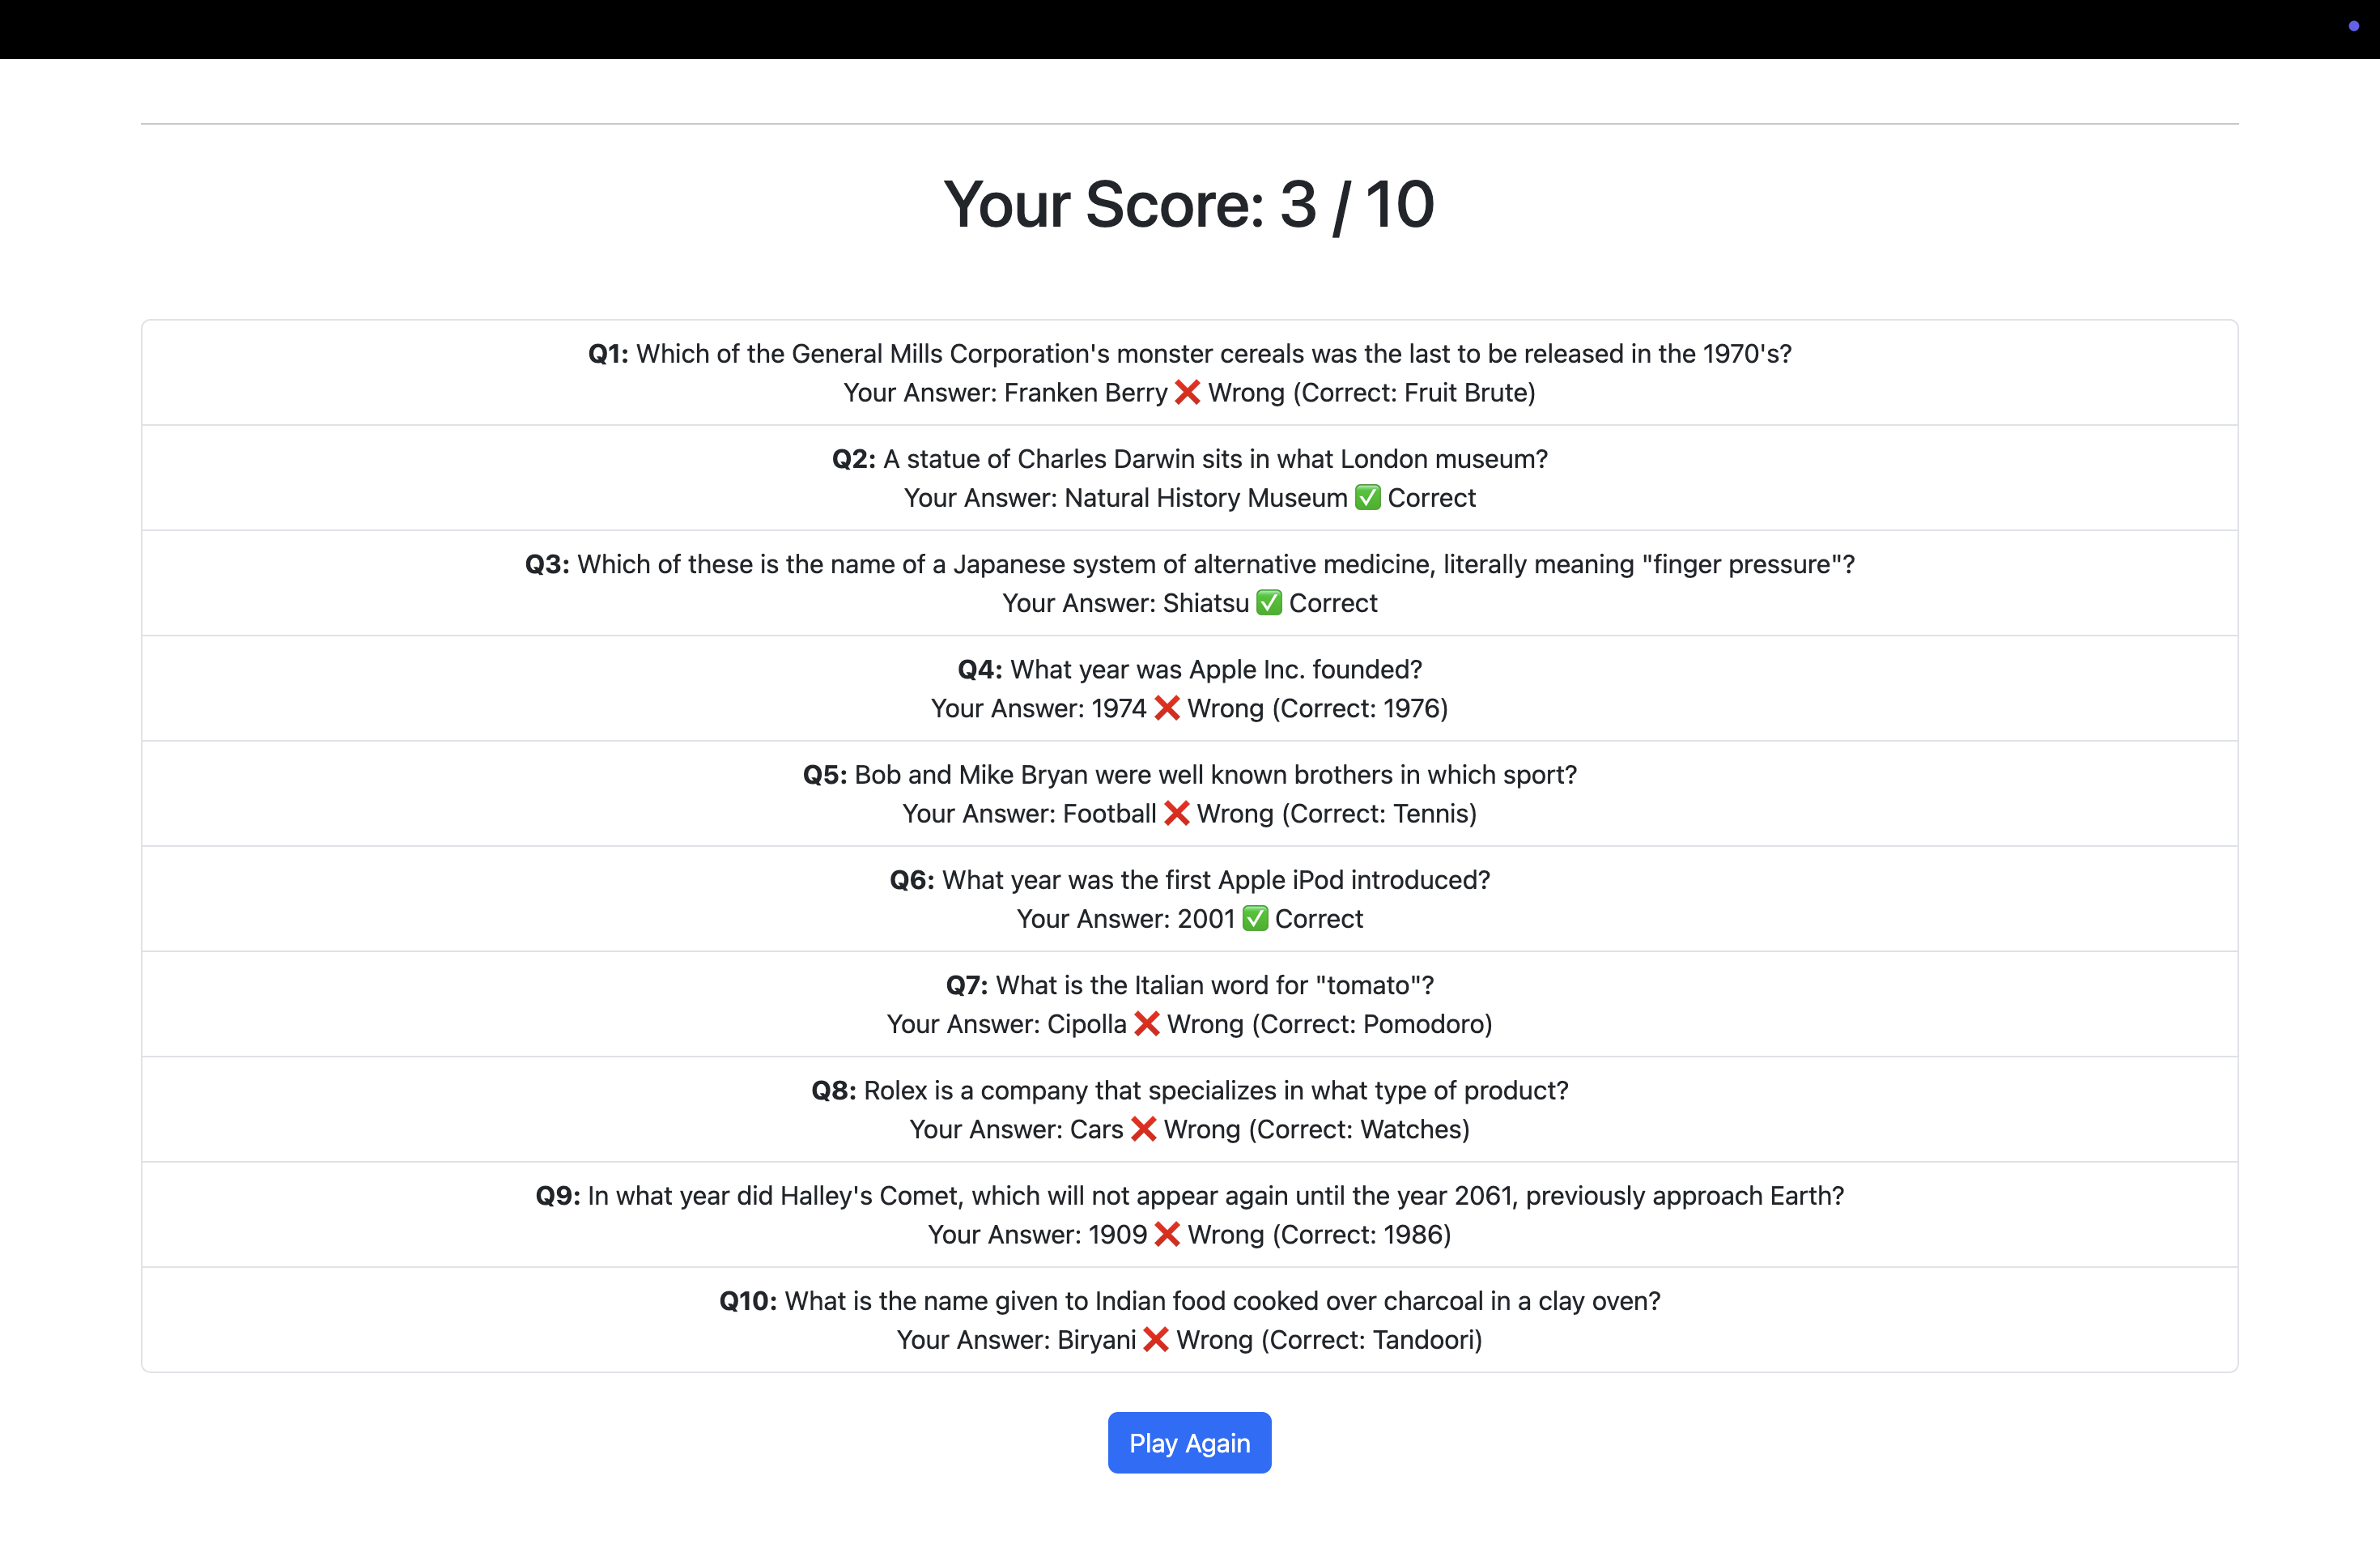 Your Score: 3 / 10
Q1: Which of the General Mills Corporation's monster cereals was the last to be released in the 1970's?
Your Answer: Franken Berry ❌ Wrong (Correct: Fruit Brute)
Q2: A statue of Charles Darwin sits in what London museum?
Your Answer: Natural History Museum ✅ Correct
Q3: Which of these is the name of a Japanese system of alternative medicine, literally meaning "finger pressure"?
Your Answer: Shiatsu ✅ Correct
Q4: What year was Apple Inc. founded?
Your Answer: 1974 ❌ Wrong (Correct: 1976)
Q5: Bob and Mike Bryan were well known brothers in which sport?
Your Answer: Football ❌ Wrong (Correct: Tennis)
Q6: What year was the first Apple iPod introduced?
Your Answer: 2001 ✅ Correct
Q7: What is the Italian word for "tomato"?
Your Answer: Cipolla ❌ Wrong (Correct: Pomodoro)
Q8: Rolex is a company that specializes in what type of product?
Your Answer: Cars ❌ Wrong (Correct: Watches)
Q9: In what year did Halley's Comet, which will not appear again until the year 2061, previously approach Earth?
Your Answer: 1909 ❌ Wrong (Correct: 1986)
Q10: What is the name given to Indian food cooked over charcoal in a clay oven?
Your Answer: Biryani ❌ Wrong (Correct: Tandoori)
Play Again